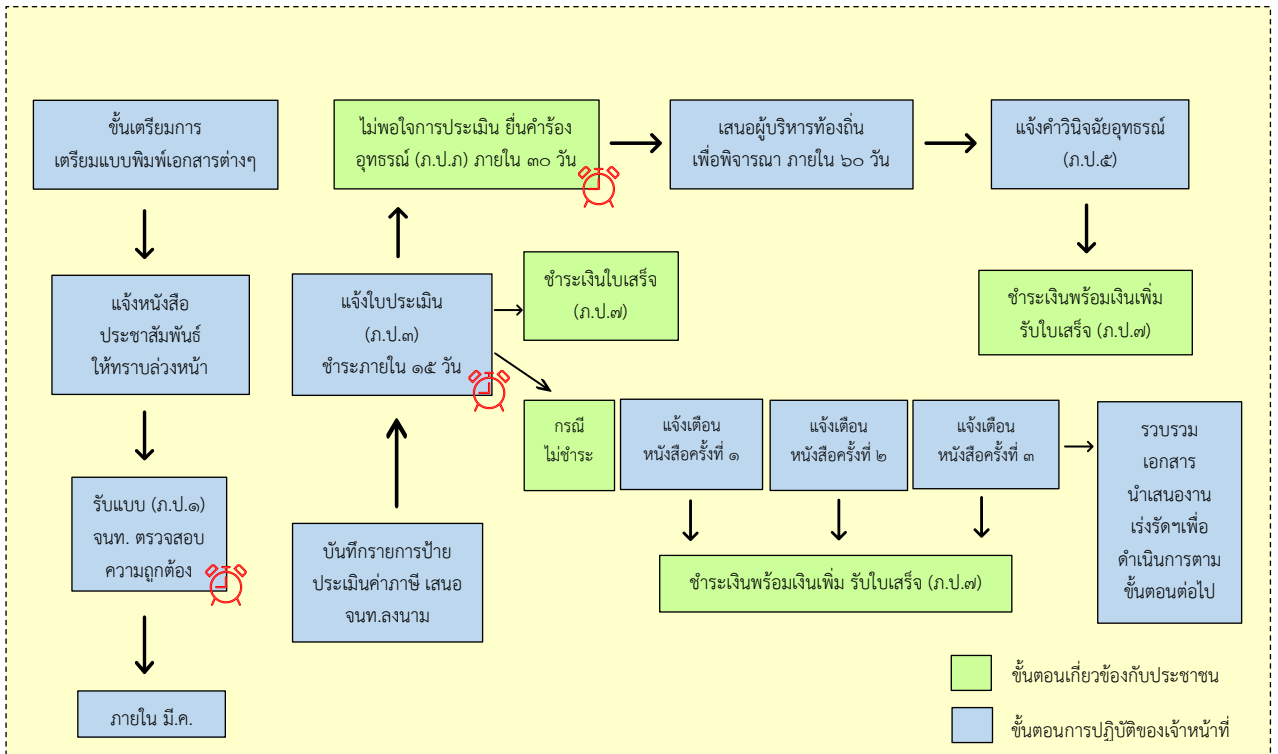 ขั้นเตรียมการ
เตรียมแบบพิมพ์เอกสารต่างๆ
แจ้งหนังสือ
ประชาสัมพันธ์
ให้ทราบล่วงหน้า
รับแบบ (ภ.ป.๑)
จนท. ตรวจสอบ
ความถูกต้อง
ภายใน มี.ค.
บันทึกรายการป้าย
ประเมินค่าภาษี เสนอ
จนท.ลงนาม
แจ้งใบประเมิน
(ภ.ป.๓)
ชำระภายใน ๑๕ วัน
ไม่พอใจการประเมิน ยื่นคำร้อง
อุทธรณ์ (ภ.ป.ภ) ภายใน ๓๐ วัน
เสนอผู้บริหารท้องถิ่น
เพื่อพิจารณา ภายใน ๖๐ วัน
แจ้งคำวินิจฉัยอุทธรณ์
(ภ.ป.๕)
ชำระเงินพร้อมเงินเพิ่ม
รับใบเสร็จ (ภ.ป.๗)
ชำระเงินใบเสร็จ
(ภ.ป.๗)
กรณี
ไม่ชำระ
แจ้งเตือน
หนังสือครั้งที่ ๑
แจ้งเตือน
หนังสือครั้งที่ ๒
แจ้งเตือน
หนังสือครั้งที่ ๓
รวบรวม
เอกสาร
นำเสนองาน
เร่งรัดฯเพื่อ
ดำเนินการตาม
ขั้นตอนต่อไป
ชำระเงินพร้อมเงินเพิ่ม รับใบเสร็จ (ภ.ป.๗)
ขั้นตอนเกี่ยวข้องกับประชาชน
ขั้นตอนการปฏิบัติของเจ้าหน้าที่